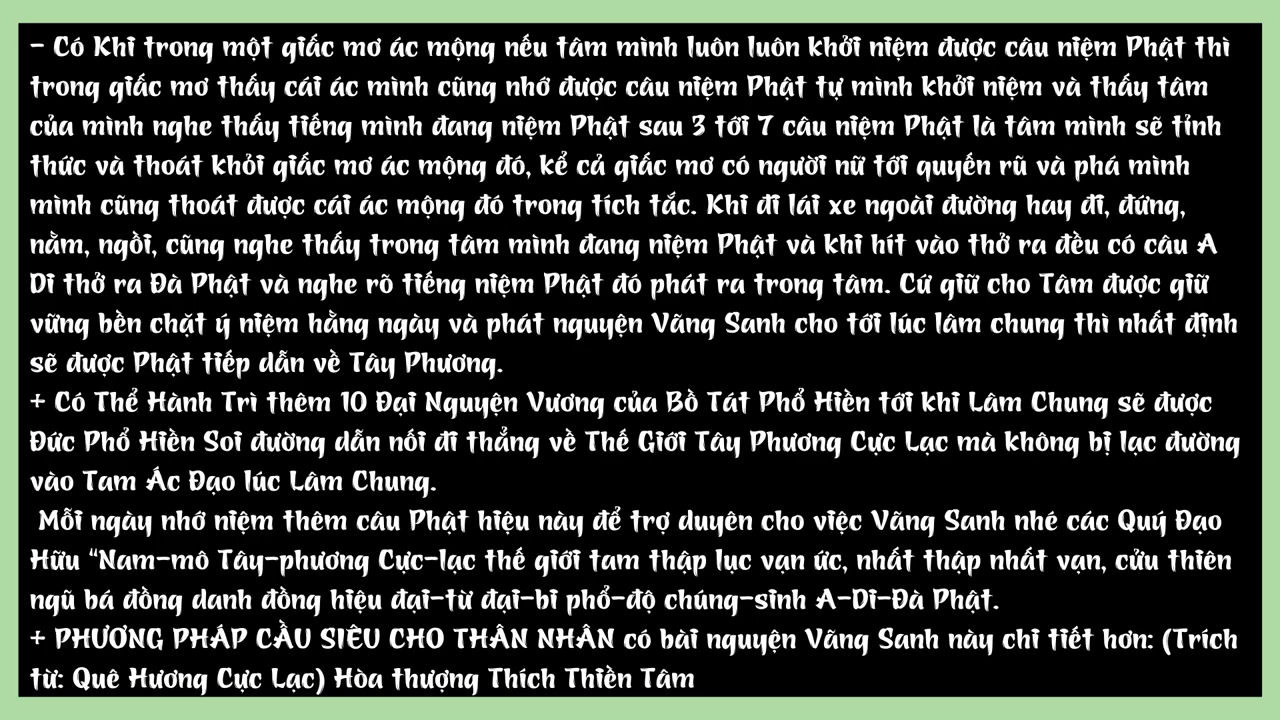 - Có Khi trong một giấc mơ ác mộng nếu tâm mình luôn luôn khởi niệm được câu niệm Phật thì
trong giấc mơ thấy cái ác mình cũng nhớ được câu niệm Phật tự mình khởi niệm và thấy tâm
của mình nghe thấy tiếng mình đang niệm Phật sau 3 tới 7 câu niệm Phật là tâm mình sẽ tỉnh
thức và thoát khỏi giấc mơ ác mộng đó, kể cả giấc mơ có người nữ tới quyến rũ và phá mình
mình cũng thoát được cái ác mộng đó trong tích tắc. Khi đi lái xe ngoài đường hay đi, đứng,
nằm, ngồi, cũng nghe thấy trong tâm mình đang niệm Phật và khi hít vào thở ra đều có câu A
Di thở ra Đà Phật và nghe rõ tiếng niệm Phật đó phát ra trong tâm. Cứ giữ cho Tâm được giữ
vững bền chặt ý niệm hằng ngày và phát nguyện Vãng Sanh cho tới lúc lâm chung thì nhất định
sẽ được Phật tiếp dẫn về Tây Phương.
+ Có Thể Hành Trì thêm 10 Đại Nguyện Vương của Bồ Tát Phổ Hiền tới khi Lâm Chung sẽ được
Đức Phổ Hiền Soi đường dẫn nối đi thẳng về Thế Giới Tây Phương Cực Lạc mà không bị lạc đường
vào Tam Ác Đạo lúc Lâm Chung.
Mỗi ngày nhớ niệm thêm câu Phật hiệu này để trợ duyên cho việc Vãng Sanh nhé các Quý Đạo
Hữu “Nam-mô Tây-phương Cực-lạc thế giới tam thập lục vạn ức, nhất thập nhất vạn, cửu thiên
ngũ bá đồng danh đồng hiệu đại-từ đại-bi phổ-độ chúng-sinh A-Di-Đà Phật.
+ PHƯƠNG PHÁP CẦU SIÊU CHO THÂN NHÂN có bài nguyện Vãng Sanh này chi tiết hơn: (Trích
từ: Quê Hương Cực Lạc) Hòa thượng Thích Thiền Tâm